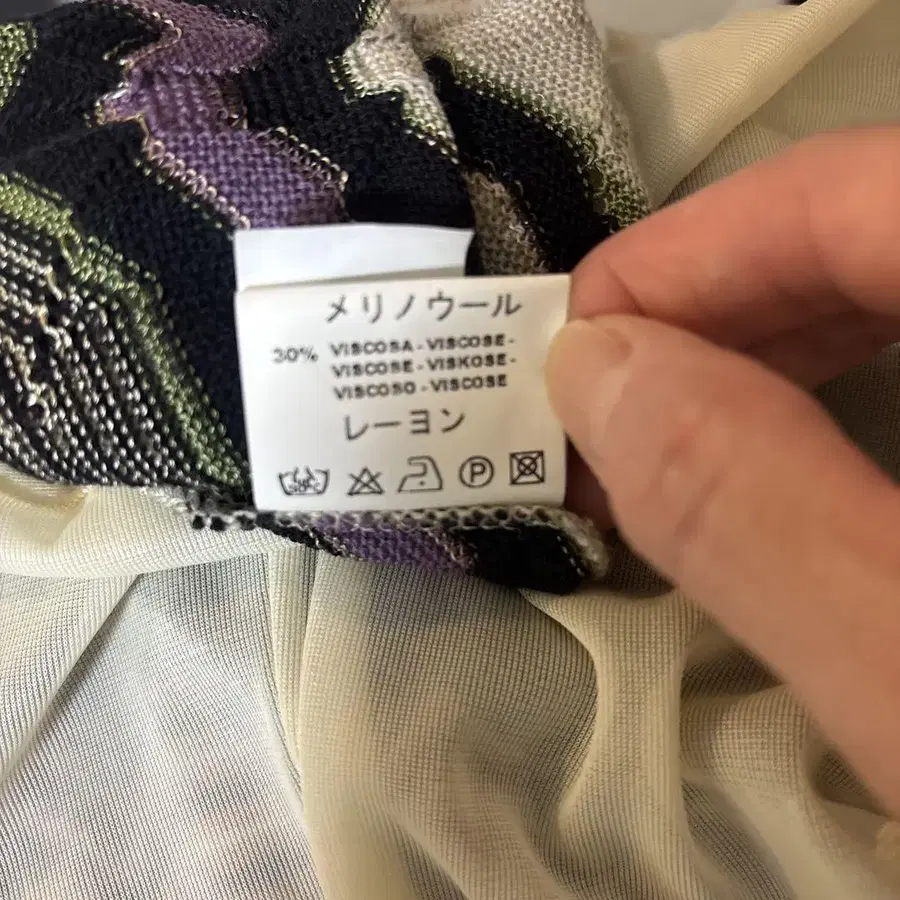 メリノウール
30% VISCOSA - VISCOSE -
VISCOSE - VISKOSE -
VISCOSO - VISCOSE
レーヨン
P